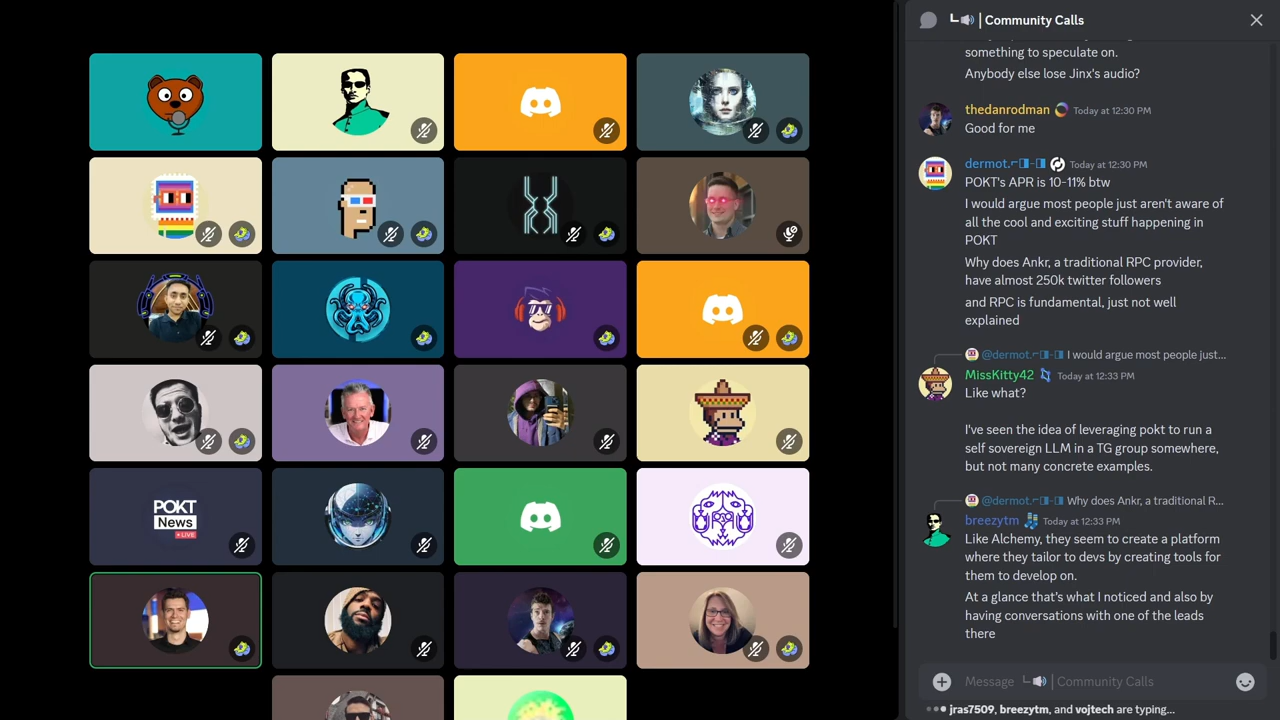 Community Calls
something to speculate on.
Anybody else lose Jinx's audio?
thedanrodman Today at 12:30 PM
Good for me
dermot. Today at 12:30 PM
POKT's APR is 10-11% btw
I would argue most people just aren't aware of
all the cool and exciting stuff happening in
POKT
Why does Ankr, a traditional RPC provider,
have almost 250k twitter followers
and RPC is fundamental, just not well
explained
@dermot. I would argue most people just...
MissKitty42 Today at 12:33 PM
Like what?
I've seen the idea of leveraging pokt to run a
self sovereign LLM in a TG group somewhere,
but not many concrete examples.
@dermot. Why does Ankr, a traditional R...
breezytm Today at 12:33 PM
Like Alchemy, they seem to create a platform
where they tailor to devs by creating tools for
them to develop on.
At a glance that's what I noticed and also by
having conversations with one of the leads
there
Message Community Calls
jras7509, breezytm, and vojtech are typing...
POKT
News
LIVE